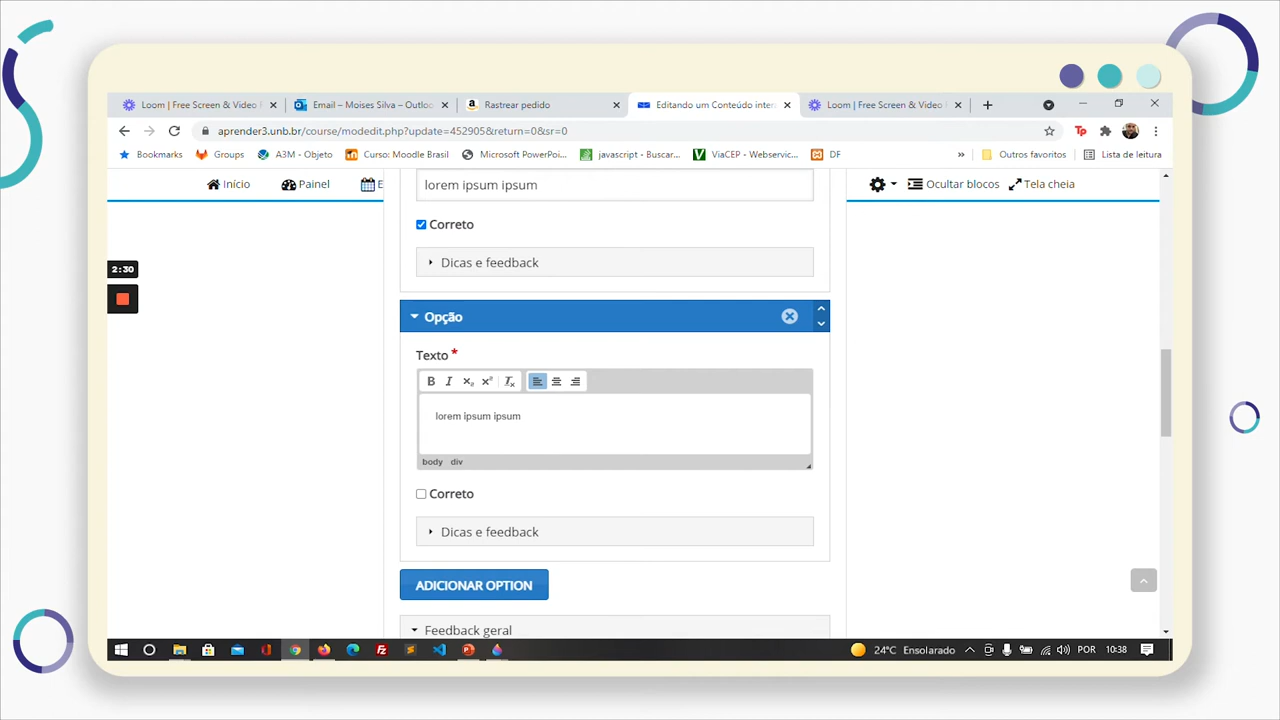 Loom | Free Screen & Video
Email – Moises Silva – Outloo
Rastrear pedido
Editando um Conteúdo inter
Loom | Free Screen & Video
aprender3.unb.br/course/modedit.php?update=452905&return=0&sr=0
Bookmarks
Groups
A3M - Objeto
Curso: Moodle Brasil
Microsoft PowerPoi...
javascript - Buscar...
ViaCEP - Webservic...
DF
»
Outros favoritos
Lista de leitura
Início
Painel
E
Ocultar blocos
Tela cheia
lorem ipsum ipsum
Correto
2:30
Dicas e feedback
Opção
Texto *
B I x₂ x² Tx
lorem ipsum ipsum
body div
Correto
Dicas e feedback
ADICIONAR OPTION
Feedback geral
24°C Ensolarado
POR
10:38